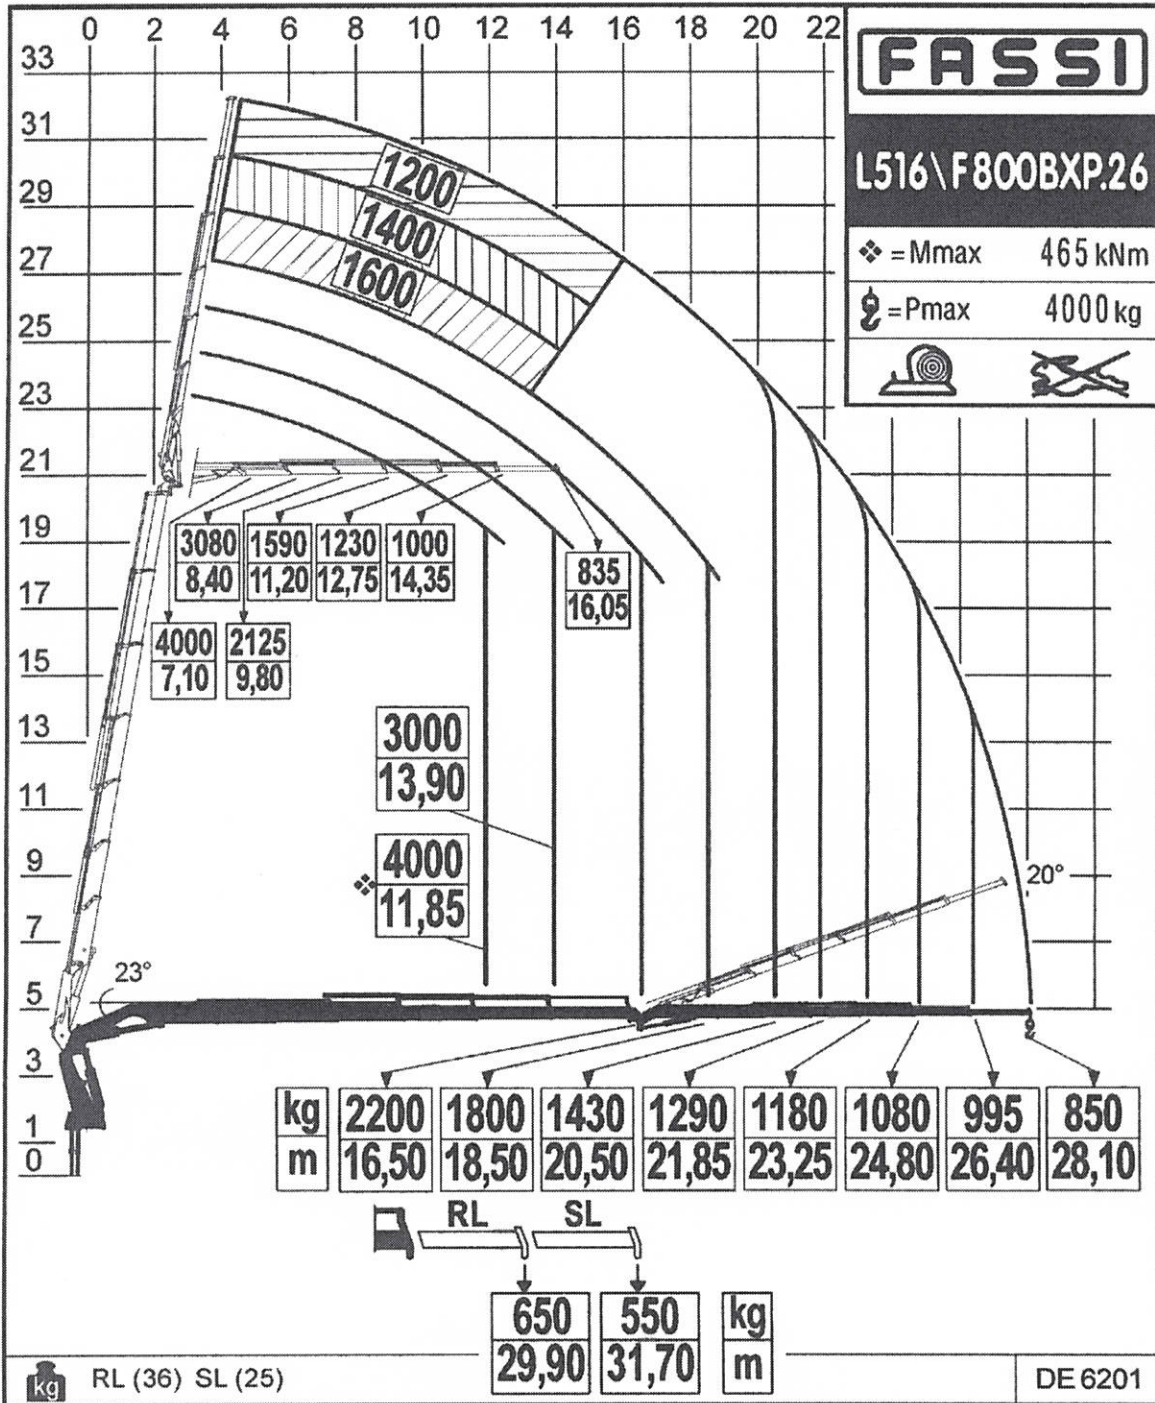 0 2 4 6 8 10 12 14 16 18 20 22
33
31
29
27
25
23
21
19
17
15
13
11
9
7
5
3
1
0
FASSI
L516\F800BXP.26
❖ = Mmax 465 kNm
=Pmax 4000 kg
1200
1400
1600
3080 1590 1230 1000
8,40 11,20 12,75 14,35
835
16,05
4000 2125
7,10 9,80
3000
13,90
❖ 4000
11,85
20°
23°
kg 2200 1800 1430 1290 1180 1080 995 850
m 16,50 18,50 20,50 21,85 23,25 24,80 26,40 28,10
RL SL
650 550 kg
29,90 31,70 m
kg RL (36) SL (25)
DE 6201